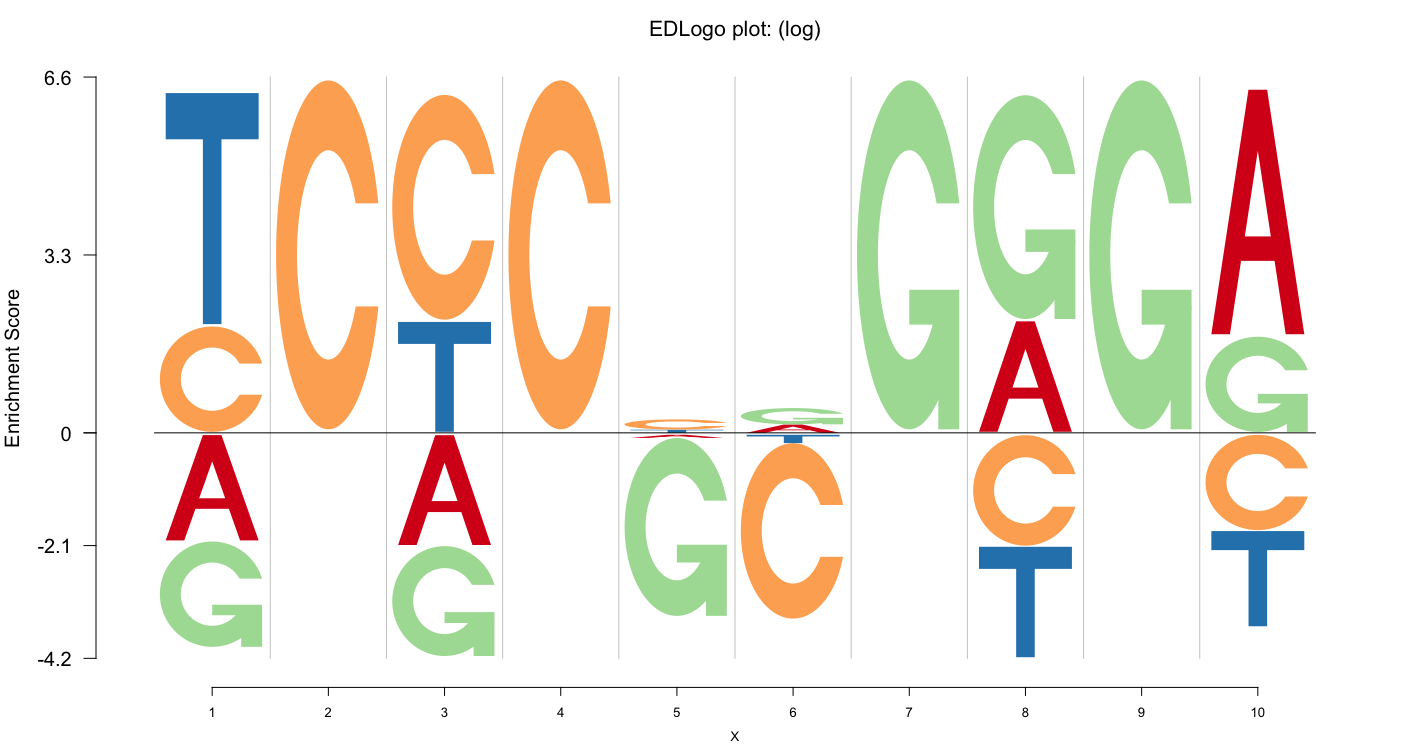 EDLogo plot: (log)
Enrichment Score
6.6
3.3
0
-2.1
-4.2
T C C C C G G G G A
C T T A A G
A A A T C C
G G G C T T
1 2 3 4 5 6 7 8 9 10
X